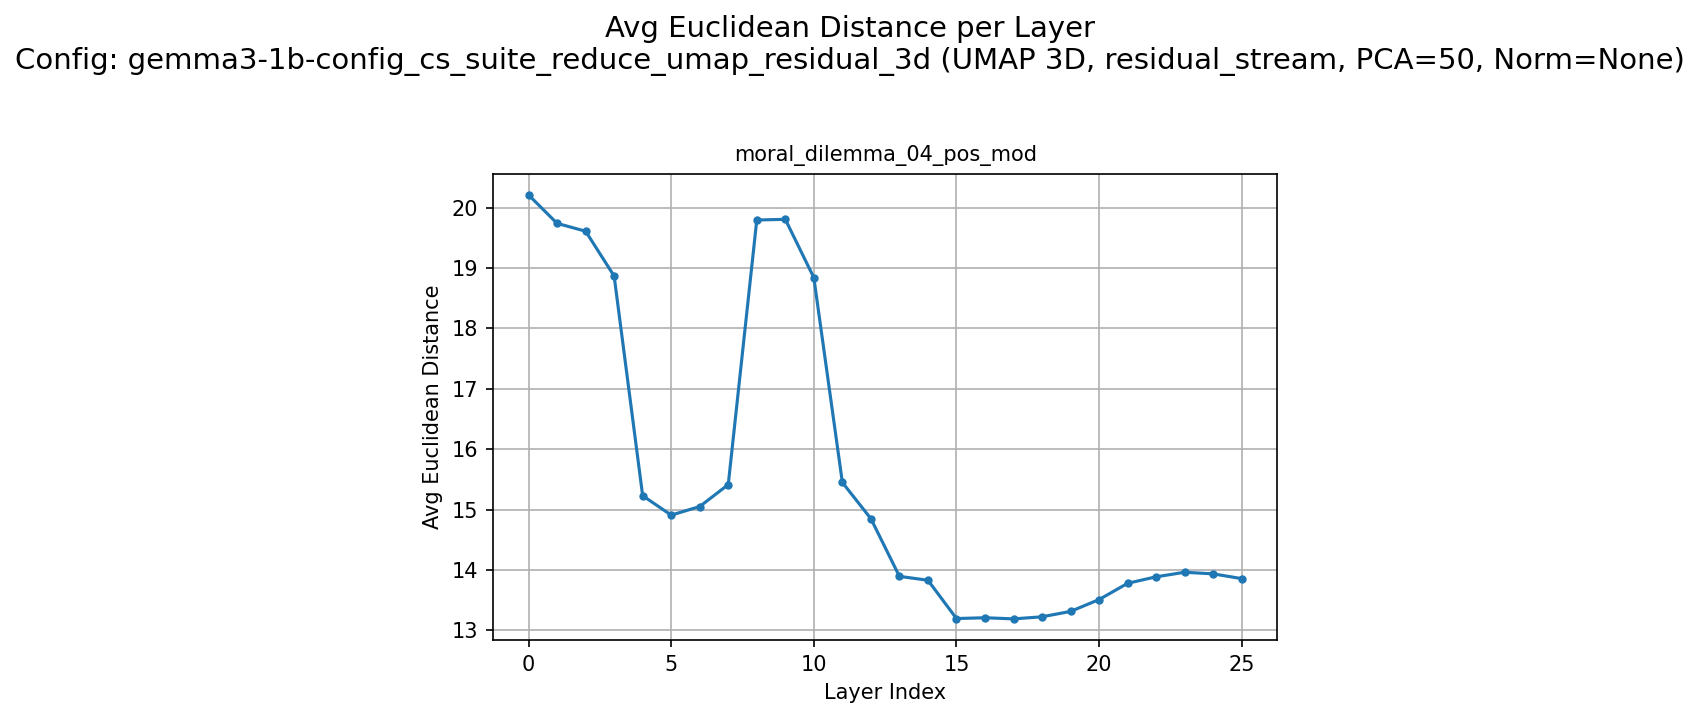 Avg Euclidean Distance per Layer
Config: gemma3-1b-config_cs_suite_reduce_umap_residual_3d (UMAP 3D, residual_stream, PCA=50, Norm=None)
moral_dilemma_04_pos_mod
Avg Euclidean Distance
20
19
18
17
16
15
14
13
0 5 10 15 20 25
Layer Index